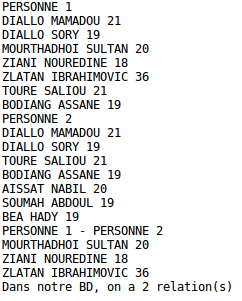 PERSONNE 1
DIALLO MAMADOU 21
DIALLO SORY 19
MOURTHADHOI SULTAN 20
ZIANI NOUREDINE 18
ZLATAN IBRAHIMOVIC 36
TOURE SALIOU 21
BODIANG ASSANE 19
PERSONNE 2
DIALLO MAMADOU 21
DIALLO SORY 19
TOURE SALIOU 21
BODIANG ASSANE 19
AISSAT NABIL 20
SOUMAH ABDOUL 19
BEA HADY 19
PERSONNE 1 - PERSONNE 2
MOURTHADHOI SULTAN 20
ZIANI NOUREDINE 18
ZLATAN IBRAHIMOVIC 36
Dans notre BD, on a 2 relation(s)